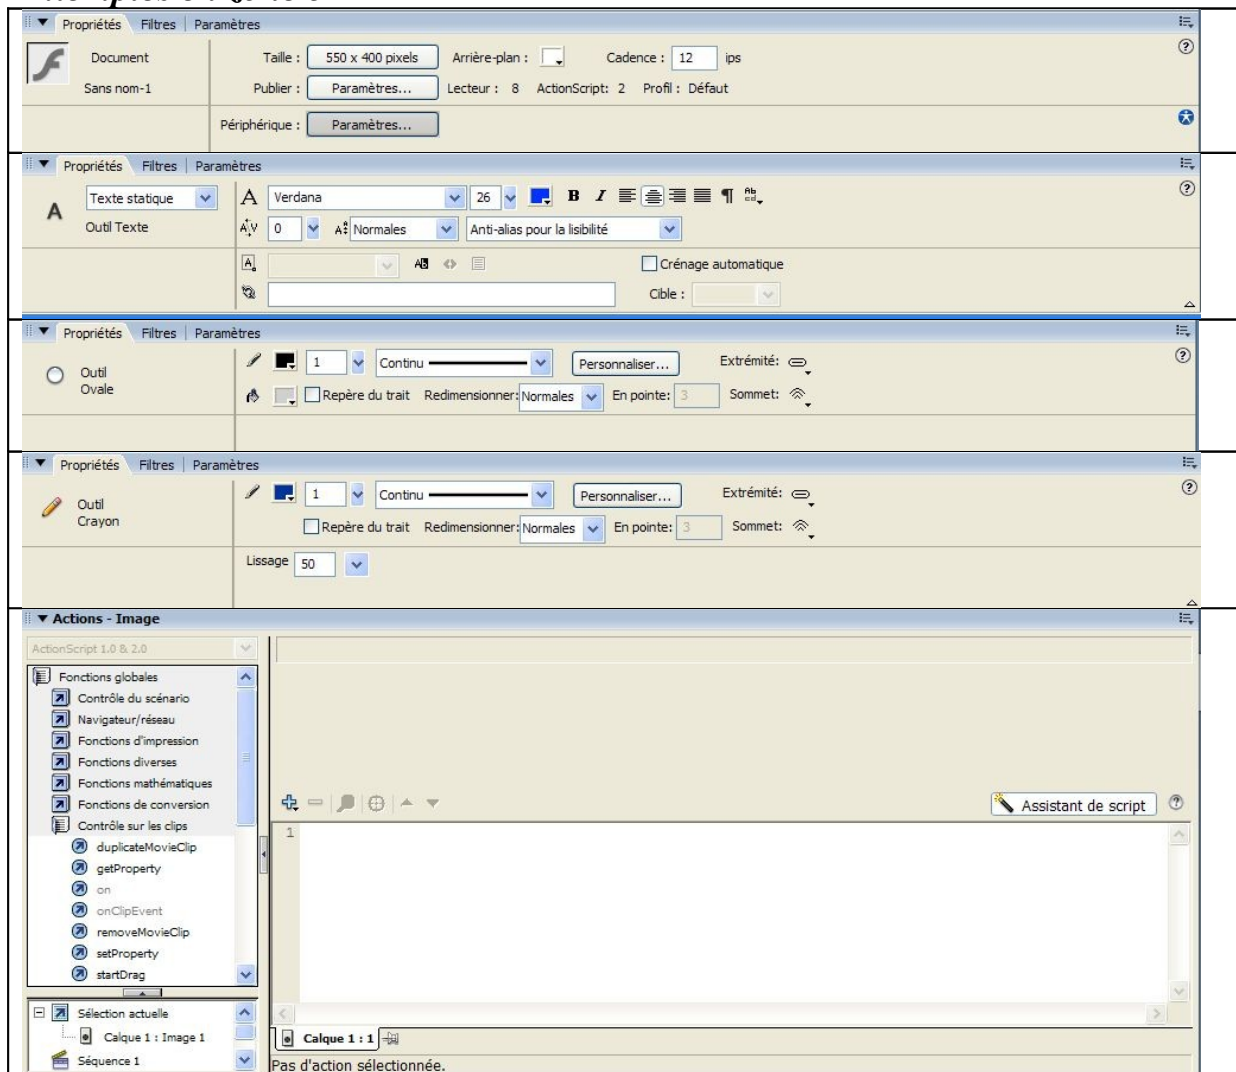 Propriétés Filtres Paramètres
Document Taille : 550 x 400 pixels Arrière-plan : Cadence : 12 ips
Sans nom-1 Publier : Paramètres... Lecteur : 8 ActionScript: 2 Profil : Défaut
Périphérique : Paramètres...
Propriétés Filtres Paramètres
A Texte statique A Verdana 26 B I ¶
Outil Texte A,V 0 Normales Anti-alias pour la lisibilité
Crénage automatique
Cible :
Propriétés Filtres Paramètres
Outil Ovale 1 Continu Personnaliser... Extrémité:
Repère du trait Redimensionner: Normales En pointe: 3 Sommet:
Propriétés Filtres Paramètres
Outil Crayon 1 Continu Personnaliser... Extrémité:
Repère du trait Redimensionner: Normales En pointe: 3 Sommet:
Lissage 50
Actions - Image
ActionScript 1.0 & 2.0
Fonctions globales
Contrôle du scénario
Navigateur/réseau
Fonctions d'impression
Fonctions diverses
Fonctions mathématiques
Fonctions de conversion
Contrôle sur les clips
duplicateMovieClip
getProperty
on
onClipEvent
removeMovieClip
setProperty
startDrag
Sélection actuelle
Calque 1 : Image 1
Séquence 1
Assistant de script
1
Calque 1 : 1
Pas d'action sélectionnée.